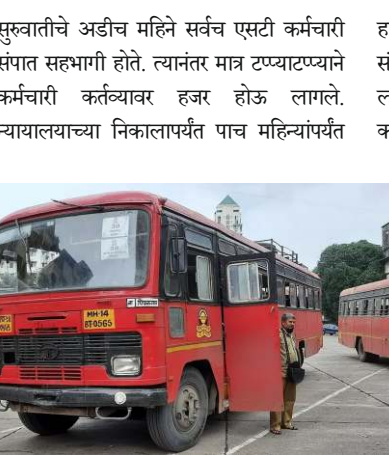 सुरुवातीचे अडीच महिने सर्वच एसटी कर्मचारी
संपात सहभागी होते. त्यानंतर मात्र टप्प्याटप्प्याने
कर्मचारी कर्तव्यावर हजर होऊ लागले.
न्यायालयाच्या निकालापर्यंत पाच महिन्यांपर्यंत
MH-14
BT-0565